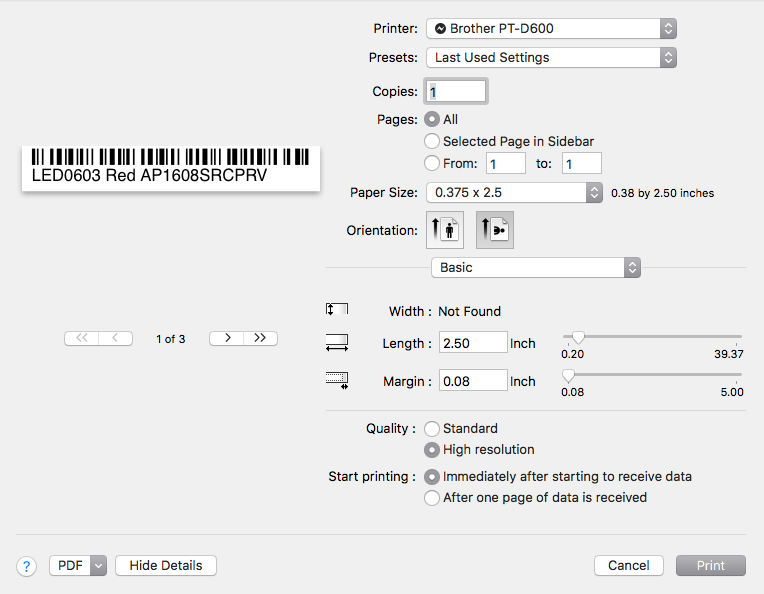 Printer: Brother PT-D600
Presets: Last Used Settings
Copies: 1
Pages: All
Selected Page in Sidebar
From: 1 to: 1
Paper Size: 0.375 x 2.5 0.38 by 2.50 inches
Orientation:
LED0603 Red AP1608SRCPRV
<< < 1 of 3 > >>
Basic
Width : Not Found
Length : 2.50 Inch
0.20 39.37
Margin : 0.08 Inch
0.08 5.00
Quality : Standard
High resolution
Start printing : Immediately after starting to receive data
After one page of data is received
? PDF Hide Details Cancel Print